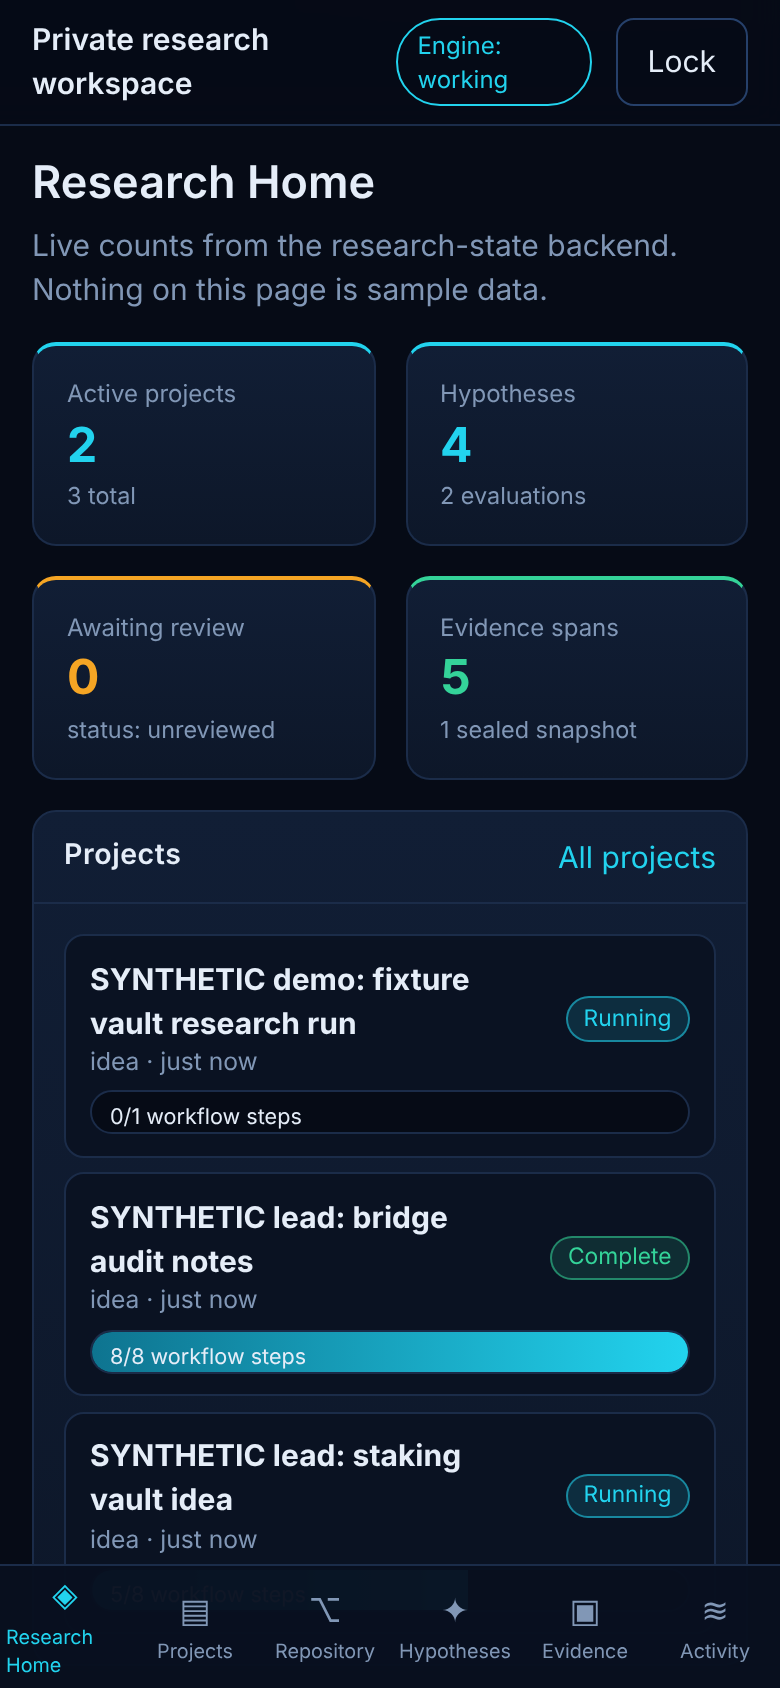 Private research
workspace
Engine:
working
Lock
Research Home
Live counts from the research-state backend.
Nothing on this page is sample data.
Active projects
2
3 total
Hypotheses
4
2 evaluations
Awaiting review
0
status: unreviewed
Evidence spans
5
1 sealed snapshot
Projects
All projects
SYNTHETIC demo: fixture
vault research run
idea · just now
Running
0/1 workflow steps
SYNTHETIC lead: bridge
audit notes
idea · just now
Complete
8/8 workflow steps
SYNTHETIC lead: staking
vault idea
idea · just now
Running
5/8 workflow steps
Research
Home
Projects
Repository
Hypotheses
Evidence
Activity